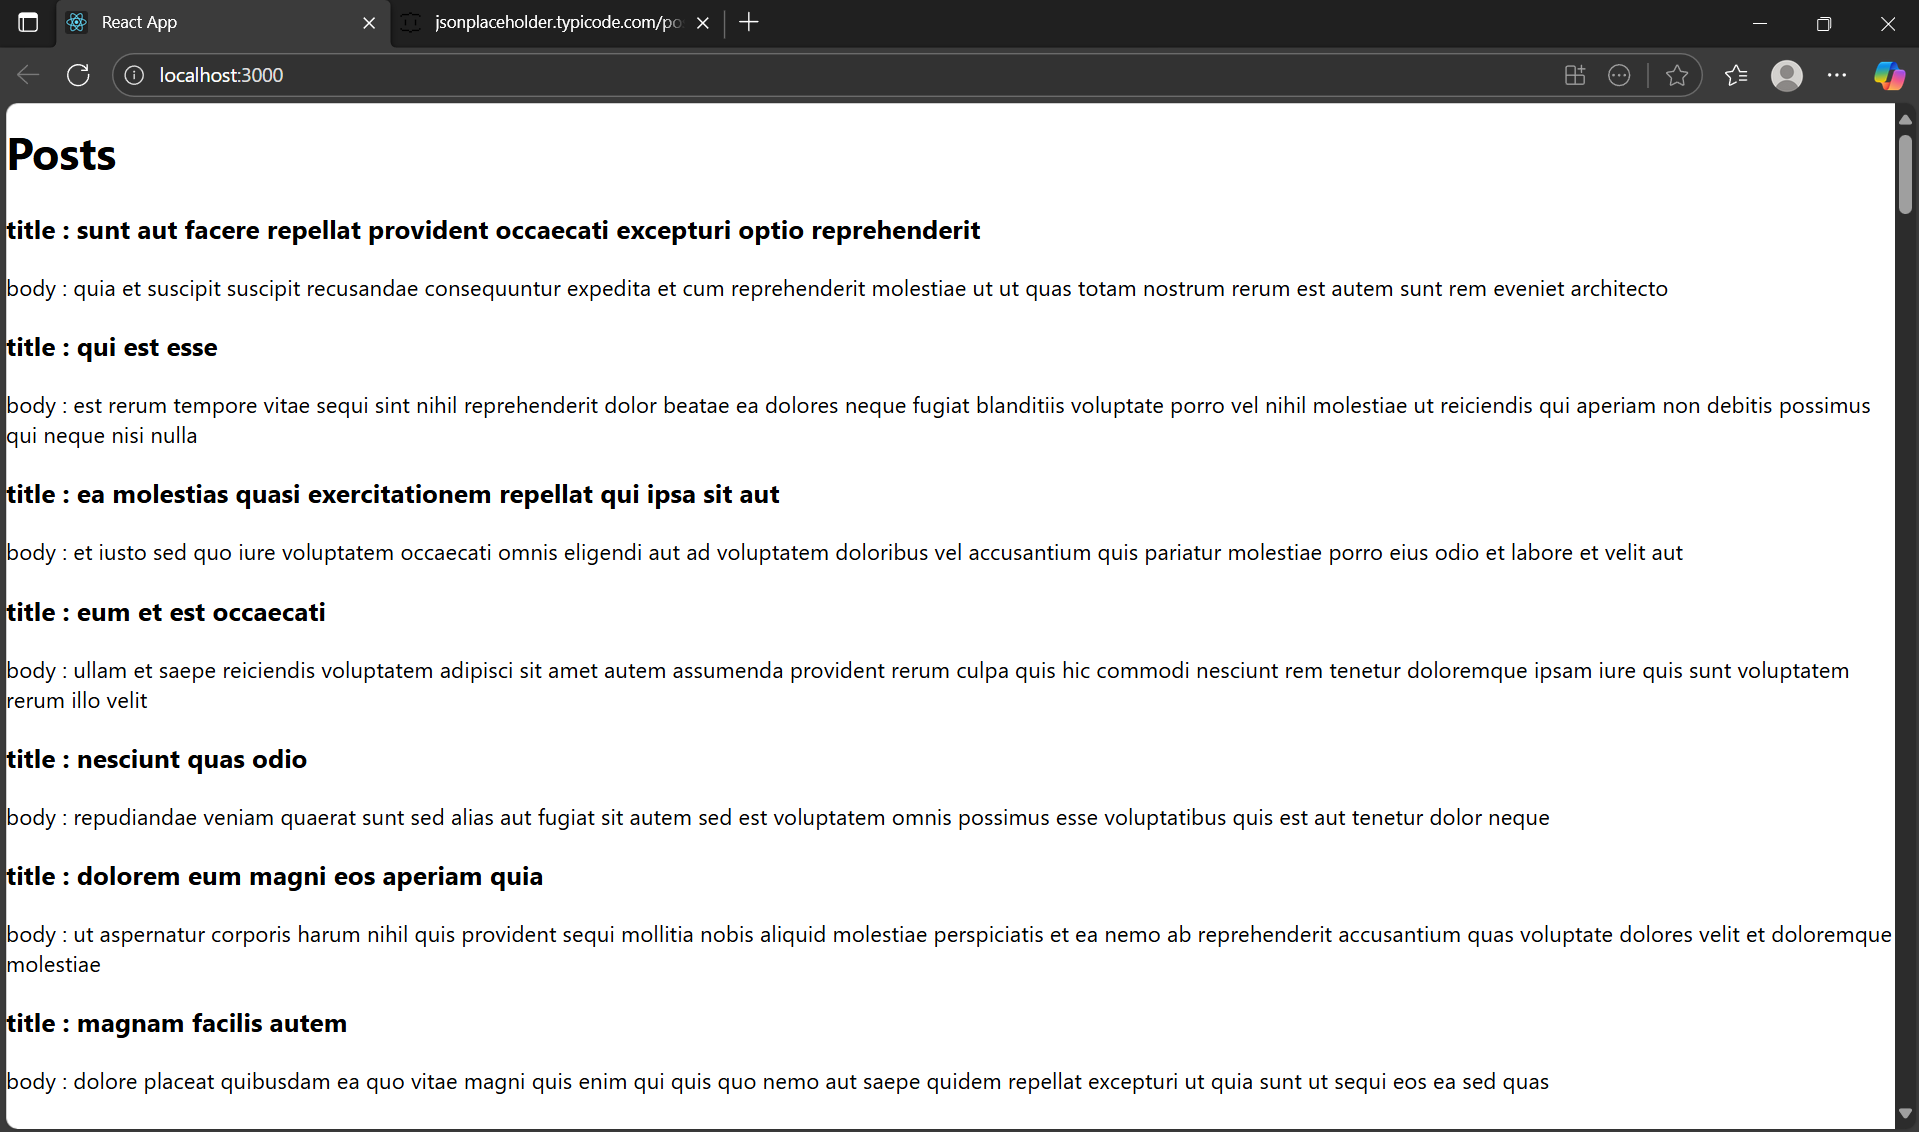 React App
jsonplaceholder.typicode.com/po
localhost:3000
Posts
title : sunt aut facere repellat provident occaecati excepturi optio reprehenderit
body : quia et suscipit suscipit recusandae consequuntur expedita et cum reprehenderit molestiae ut ut quas totam nostrum rerum est autem sunt rem eveniet architecto
title : qui est esse
body : est rerum tempore vitae sequi sint nihil reprehenderit dolor beatae ea dolores neque fugiat blanditiis voluptate porro vel nihil molestiae ut reiciendis qui aperiam non debitis possimus
qui neque nisi nulla
title : ea molestias quasi exercitationem repellat qui ipsa sit aut
body : et iusto sed quo iure voluptatem occaecati omnis eligendi aut ad voluptatem doloribus vel accusantium quis pariatur molestiae porro eius odio et labore et velit aut
title : eum et est occaecati
body : ullam et saepe reiciendis voluptatem adipisci sit amet autem assumenda provident rerum culpa quis hic commodi nesciunt rem tenetur doloremque ipsam iure quis sunt voluptatem
rerum illo velit
title : nesciunt quas odio
body : repudiandae veniam quaerat sunt sed alias aut fugiat sit autem sed est voluptatem omnis possimus esse voluptatibus quis est aut tenetur dolor neque
title : dolorem eum magni eos aperiam quia
body : ut aspernatur corporis harum nihil quis provident sequi mollitia nobis aliquid molestiae perspiciatis et ea nemo ab reprehenderit accusantium quas voluptate dolores velit et doloremque
molestiae
title : magnam facilis autem
body : dolore placeat quibusdam ea quo vitae magni quis enim qui quis quo nemo aut saepe quidem repellat excepturi ut quia sunt ut sequi eos ea sed quas